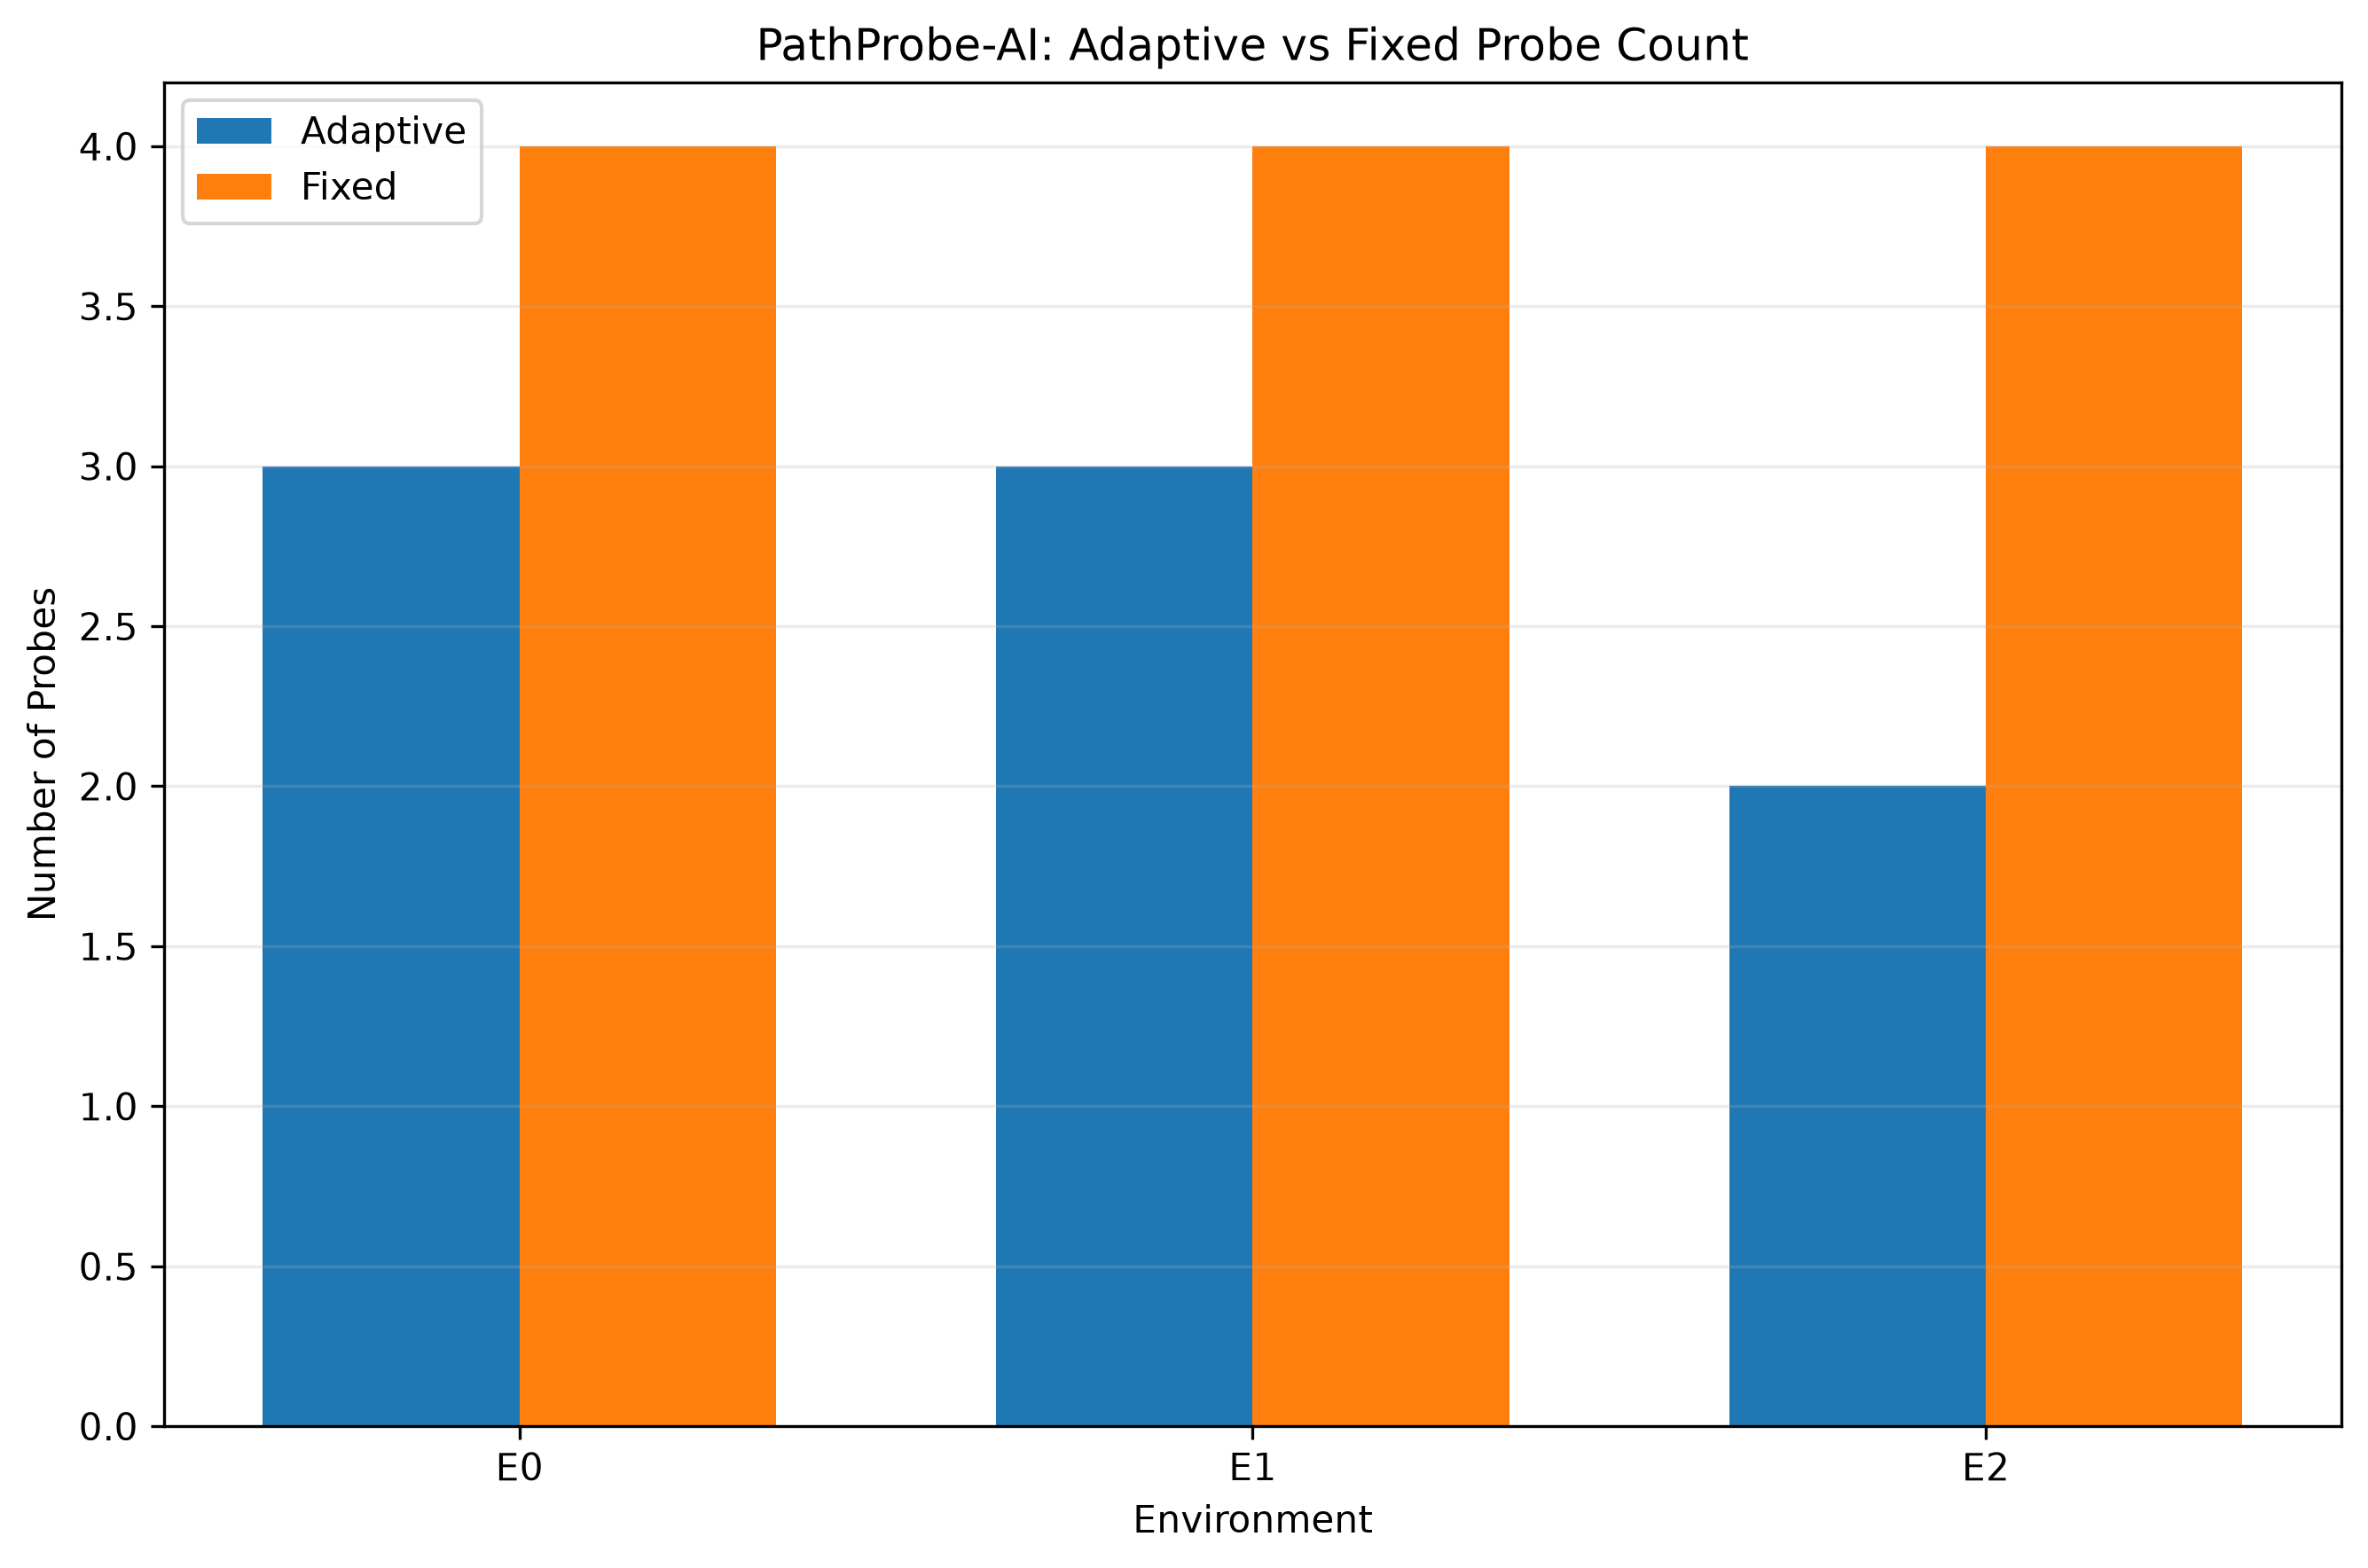 PathProbe-AI: Adaptive vs Fixed Probe Count
Adaptive
Fixed
Number of Probes
4.0
3.5
3.0
2.5
2.0
1.5
1.0
0.5
0.0
E0
E1
E2
Environment